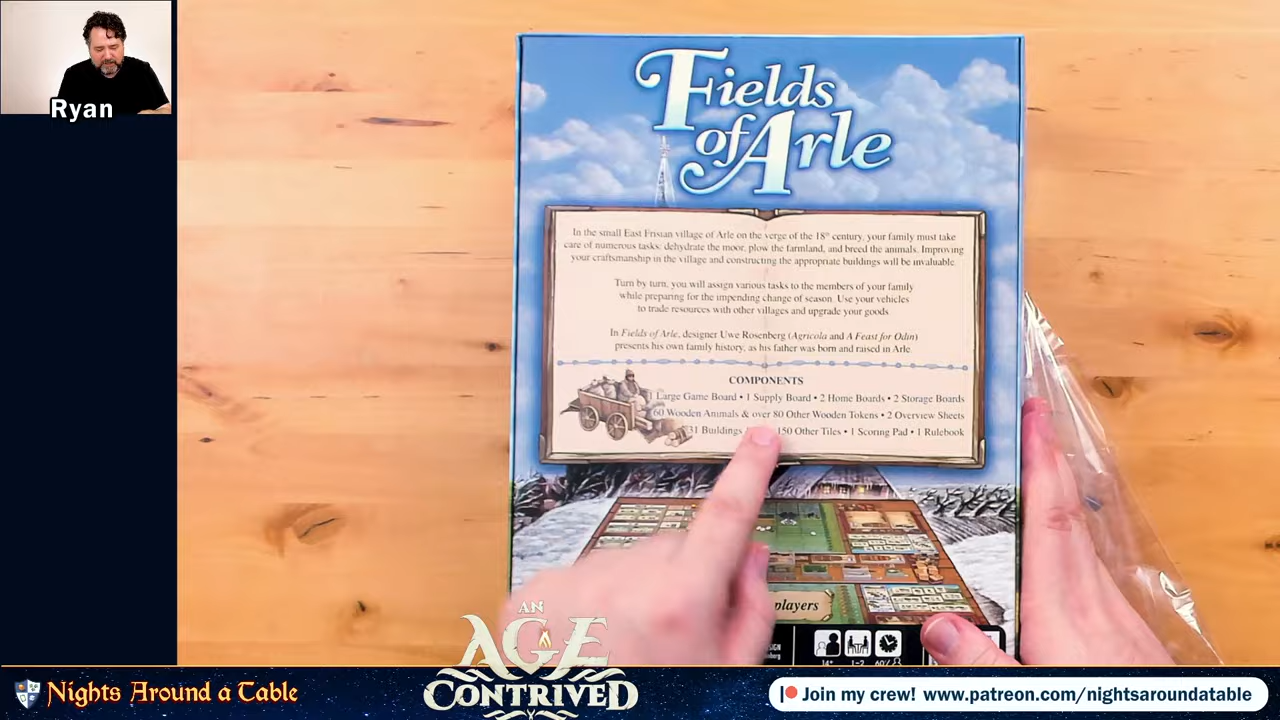 Ryan
Fields
of Arle
In the small East Frisian village of Arle on the verge of the 18th century, your family must take
care of numerous tasks: dehydrate the moor, plow the farmland, and breed the animals. Improving
your craftsmanship in the village and constructing the appropriate buildings will be invaluable.
Turn by turn, you will assign various tasks to the members of your family
while preparing for the impending change of season. Use your vehicles
to trade resources with other villages and upgrade your goods.
In Fields of Arle, designer Uwe Rosenberg (Agricola and A Feast for Odin)
presents his own family history, as his father was born and raised in Arle.
COMPONENTS
1 Large Game Board • 1 Supply Board • 2 Home Boards • 2 Storage Boards
60 Wooden Animals & over 80 Other Wooden Tokens • 2 Overview Sheets
31 Buildings 150 Other Tiles • 1 Scoring Pad • 1 Rulebook
players
14+ 1-2 60'/
AN
AGE
CONTRIVED
Nights Around a Table
Join my crew! www.patreon.com/nightsaroundatable